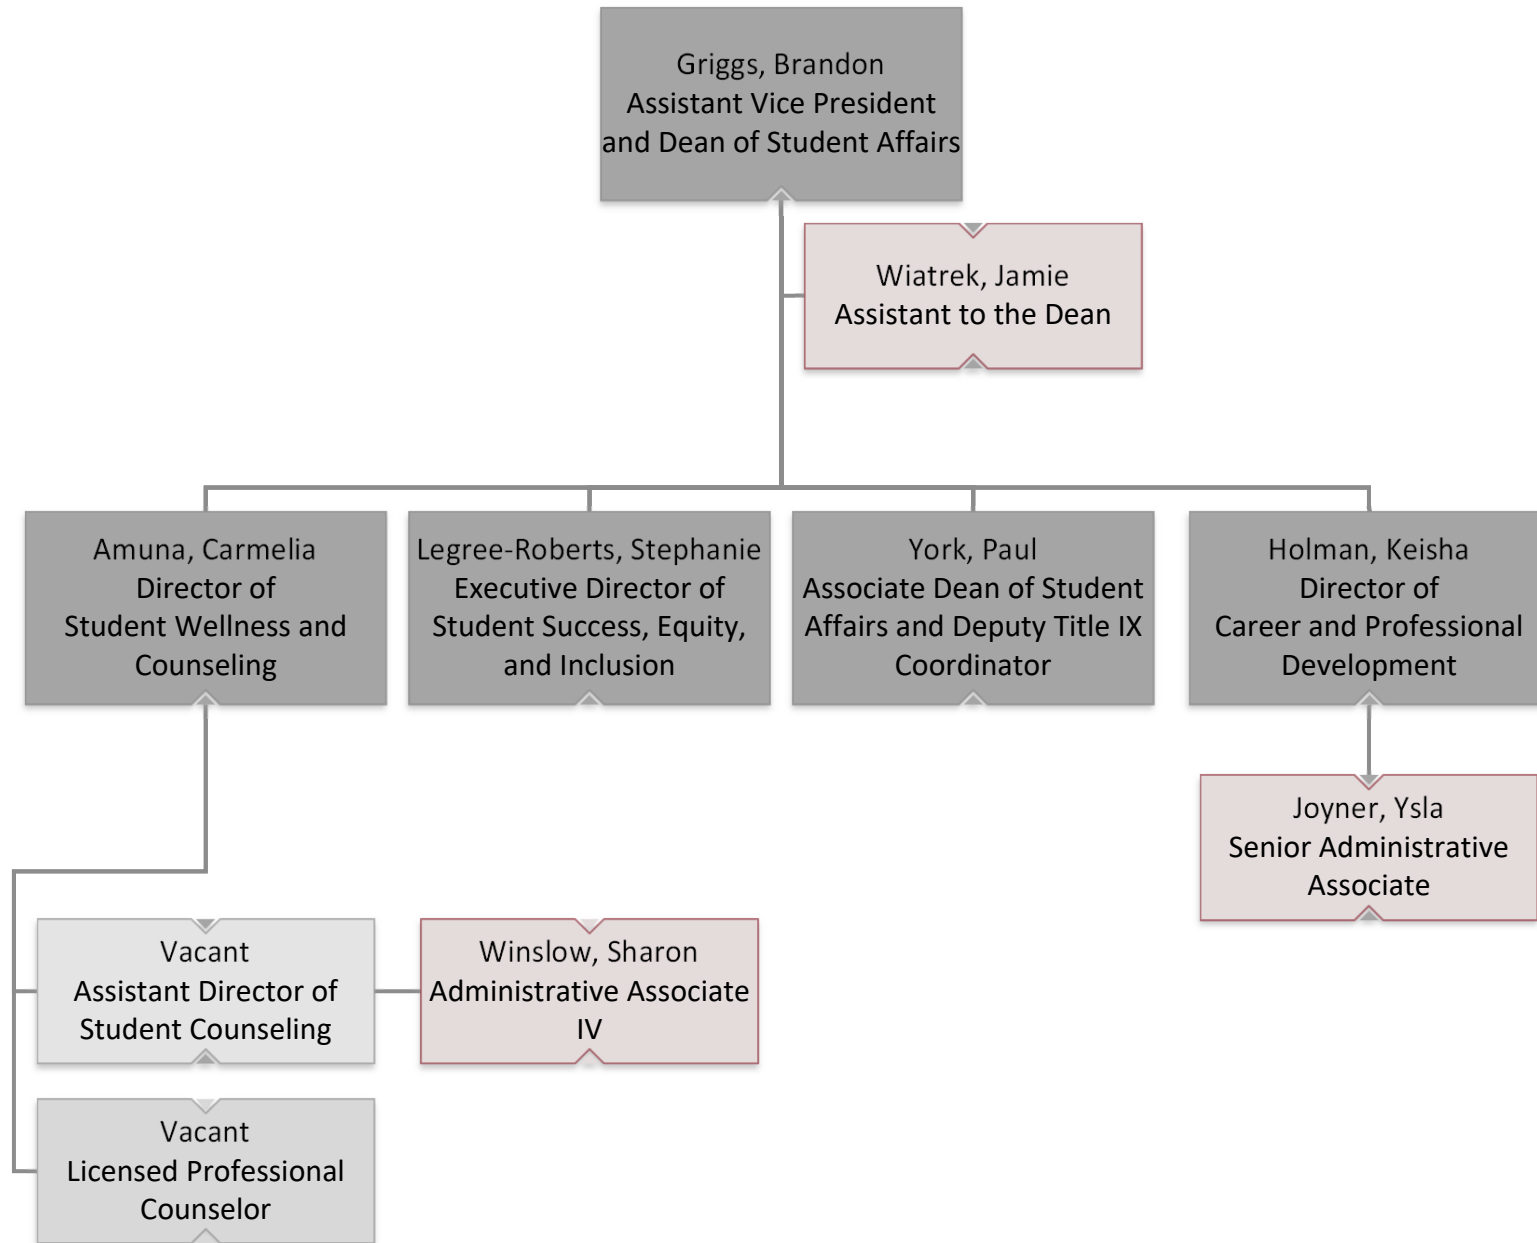 Griggs, Brandon
Assistant Vice President
and Dean of Student Affairs
Wiatrek, Jamie
Assistant to the Dean
Amuna, Carmelia
Director of
Student Wellness and
Counseling
Legree-Roberts, Stephanie
Executive Director of
Student Success, Equity,
and Inclusion
York, Paul
Associate Dean of Student
Affairs and Deputy Title IX
Coordinator
Holman, Keisha
Director of
Career and Professional
Development
Joyner, Ysla
Senior Administrative
Associate
Vacant
Assistant Director of
Student Counseling
Winslow, Sharon
Administrative Associate
IV
Vacant
Licensed Professional
Counselor